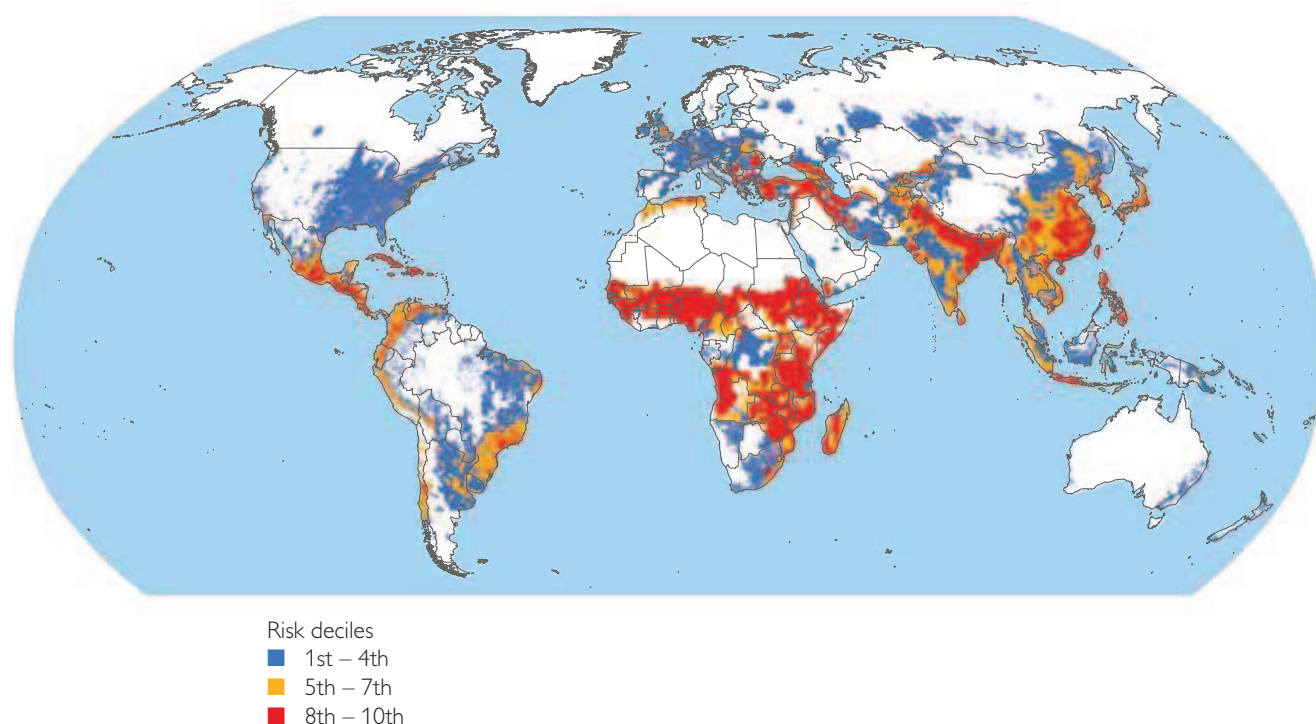 Risk deciles
1st – 4th
5th – 7th
8th – 10th